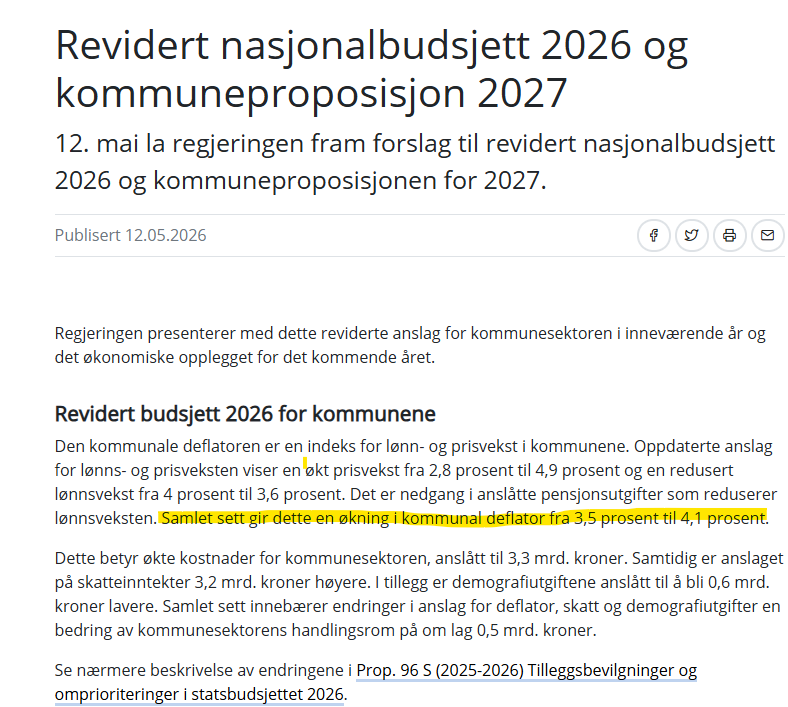 Revidert nasjonalbudsjett 2026 og
kommuneproposisjon 2027
12. mai la regjeringen fram forslag til revidert nasjonalbudsjett
2026 og kommuneproposisjonen for 2027.
Publisert 12.05.2026
Regjeringen presenterer med dette reviderte anslag for kommunesektoren i inneværende år og
det økonomiske opplegget for det kommende året.
Revidert budsjett 2026 for kommunene
Den kommunale deflatoren er en indeks for lønn- og prisvekst i kommunene. Oppdaterte anslag
for lønns- og prisveksten viser en økt prisvekst fra 2,8 prosent til 4,9 prosent og en redusert
lønnsvekst fra 4 prosent til 3,6 prosent. Det er nedgang i anslåtte pensjonsutgifter som reduserer
lønnsveksten. Samlet sett gir dette en økning i kommunal deflator fra 3,5 prosent til 4,1 prosent.
Dette betyr økte kostnader for kommunesektoren, anslått til 3,3 mrd. kroner. Samtidig er anslaget
på skatteinntekter 3,2 mrd. kroner høyere. I tillegg er demografiutgiftene anslått til å bli 0,6 mrd.
kroner lavere. Samlet sett innebærer endringer i anslag for deflator, skatt og demografiutgifter en
bedring av kommunesektorens handlingsrom på om lag 0,5 mrd. kroner.
Se nærmere beskrivelse av endringene i Prop. 96 S (2025-2026) Tilleggsbevilgninger og
omprioriteringer i statsbudsjettet 2026.